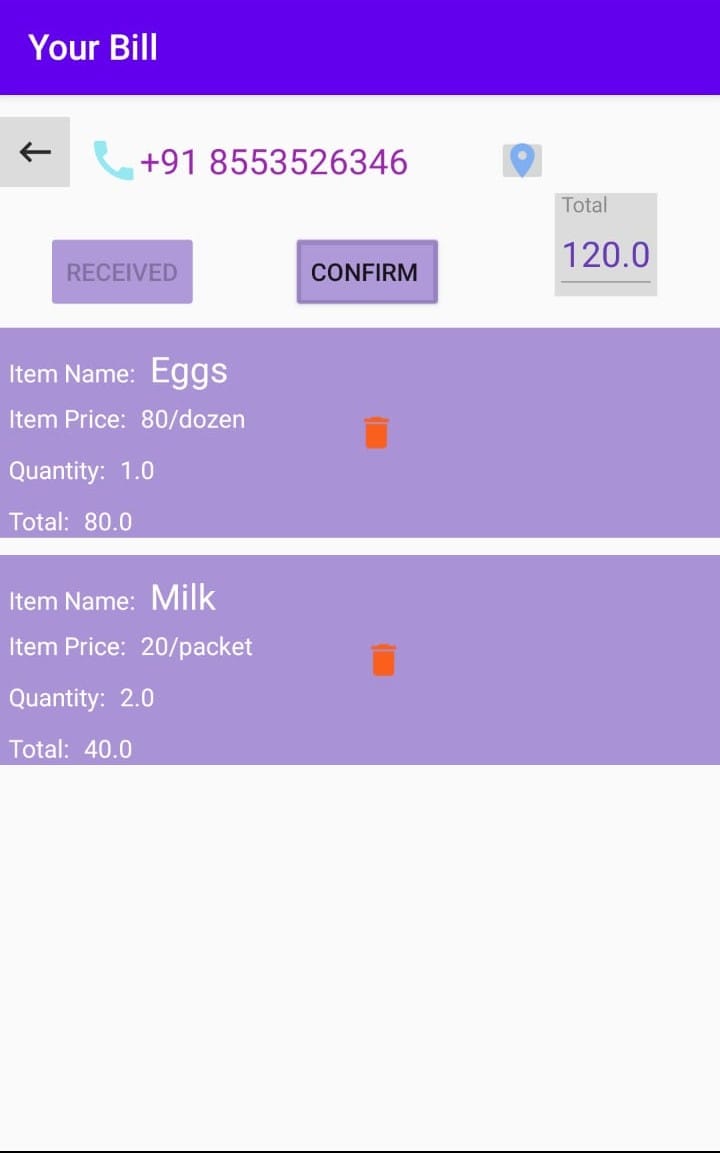 Your Bill
+91 8553526346
Total
120.0
RECEIVED CONFIRM
Item Name: Eggs
Item Price: 80/dozen
Quantity: 1.0
Total: 80.0
Item Name: Milk
Item Price: 20/packet
Quantity: 2.0
Total: 40.0